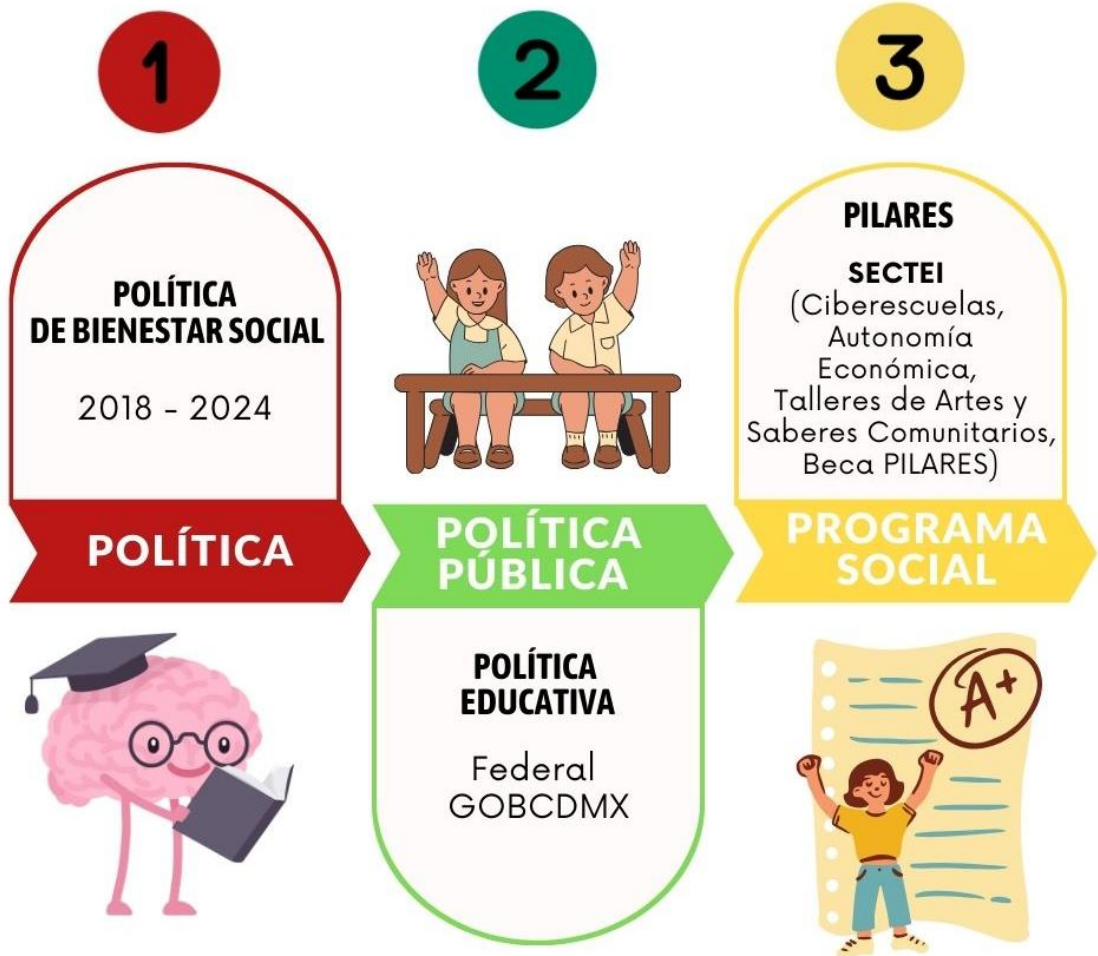 1
2
3
POLÍTICA
DE BIENESTAR SOCIAL
2018 - 2024
POLÍTICA
POLÍTICA
PÚBLICA
POLÍTICA
EDUCATIVA
Federal
GOBCDMX
PILARES
SECTEI
(Ciberescuelas,
Autonomía
Económica,
Talleres de Artes y
Saberes Comunitarios,
Beca PILARES)
PROGRAMA
SOCIAL
A+